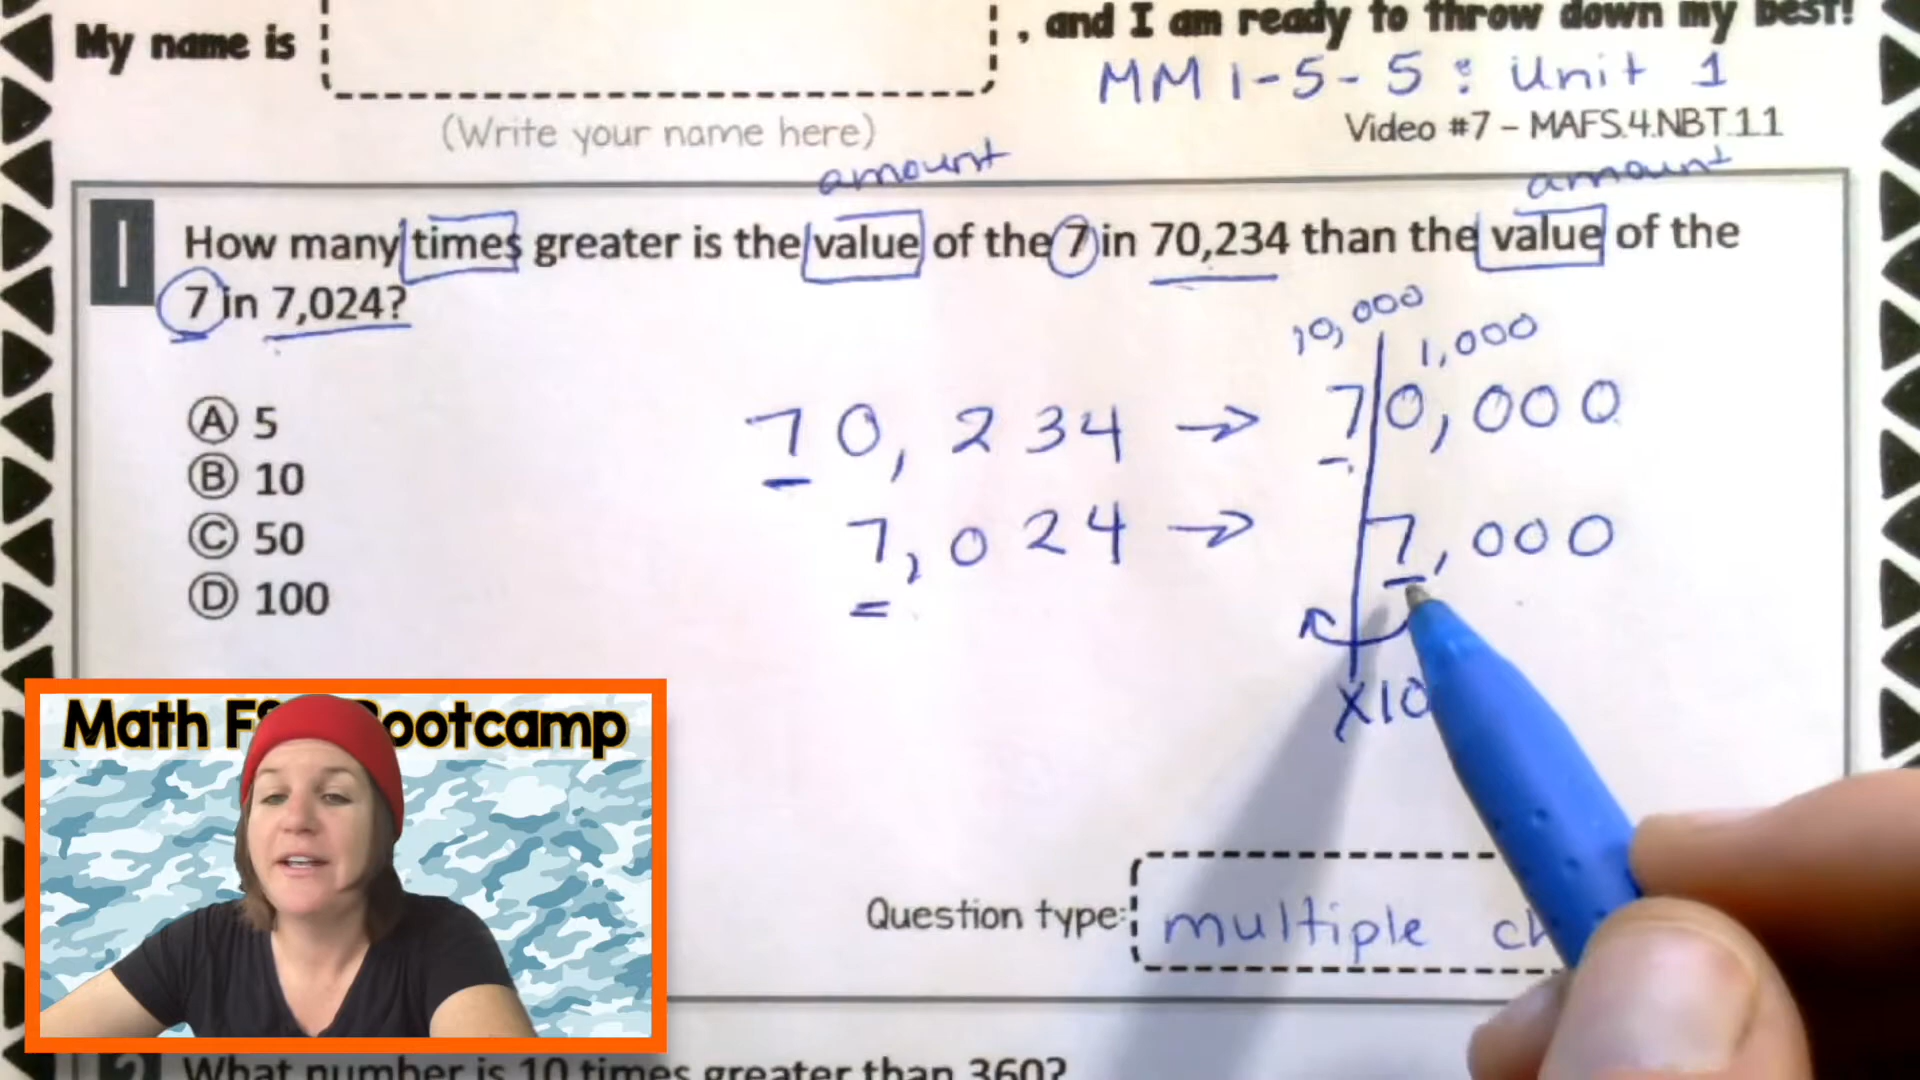 My name is , and I am ready to throw down my best!
MM 1-5-5 : Unit 1
(Write your name here)
Video #7 – MAFS.4.NBT.1.1
amount amount
1 How many times greater is the value of the 7 in 70,234 than the value of the
7 in 7,024?
10,000 1,000
A 5
70,234 → 70,000
B 10
C 50
7,024 → 7,000
D 100
x10
Math Bootcamp
Question type: multiple
2 What number is 10 times greater than 360?